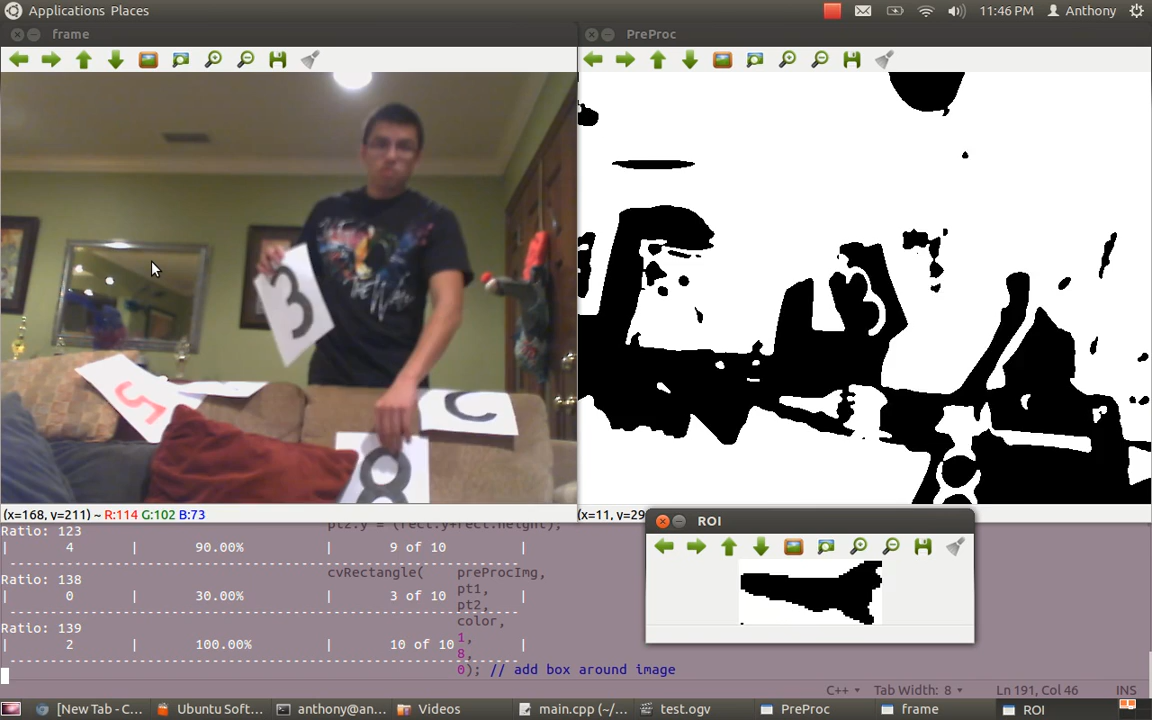 Applications Places
11:46 PM
Anthony
frame
PreProc
3
5
8
(x=168, y=211) ~ R:114 G:102 B:73
(x=11, y=29
pt2.y = (rect.y+rect.height),
Ratio: 123
| 4 | 90.00% | 9 of 10 |
cvRectangle( preProcImg,
pt1,
pt2,
color,
1,
8,
0); // add box around image
Ratio: 138
| 0 | 30.00% | 3 of 10
Ratio: 139
| 2 | 100.00% | 10 of 10
ROI
C++ Tab Width: 8 Ln 191, Col 46 INS
[New Tab - C... Ubuntu Soft... anthony@an... Videos main.cpp (~/... test.ogv PreProc frame ROI